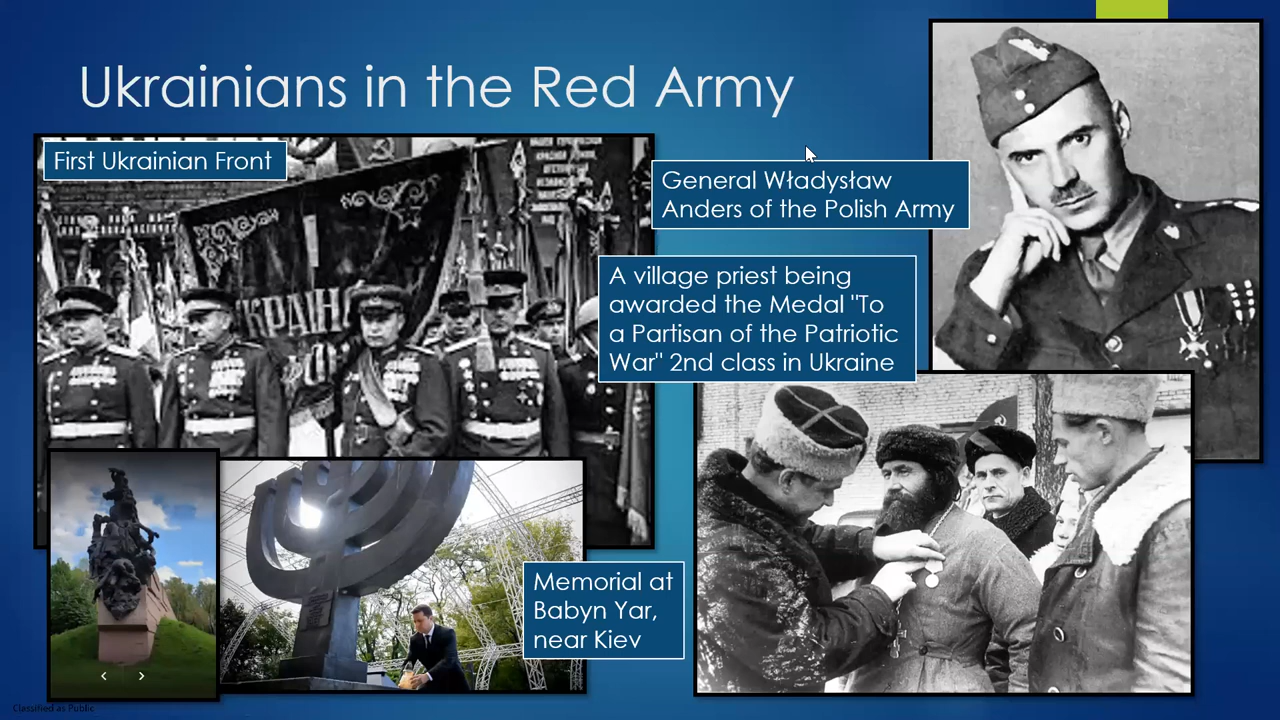 Ukrainians in the Red Army
First Ukrainian Front
General Władysław
Anders of the Polish Army
A village priest being
awarded the Medal "To
a Partisan of the Patriotic
War" 2nd class in Ukraine
Memorial at
Babyn Yar,
near Kiev
Classified as Public